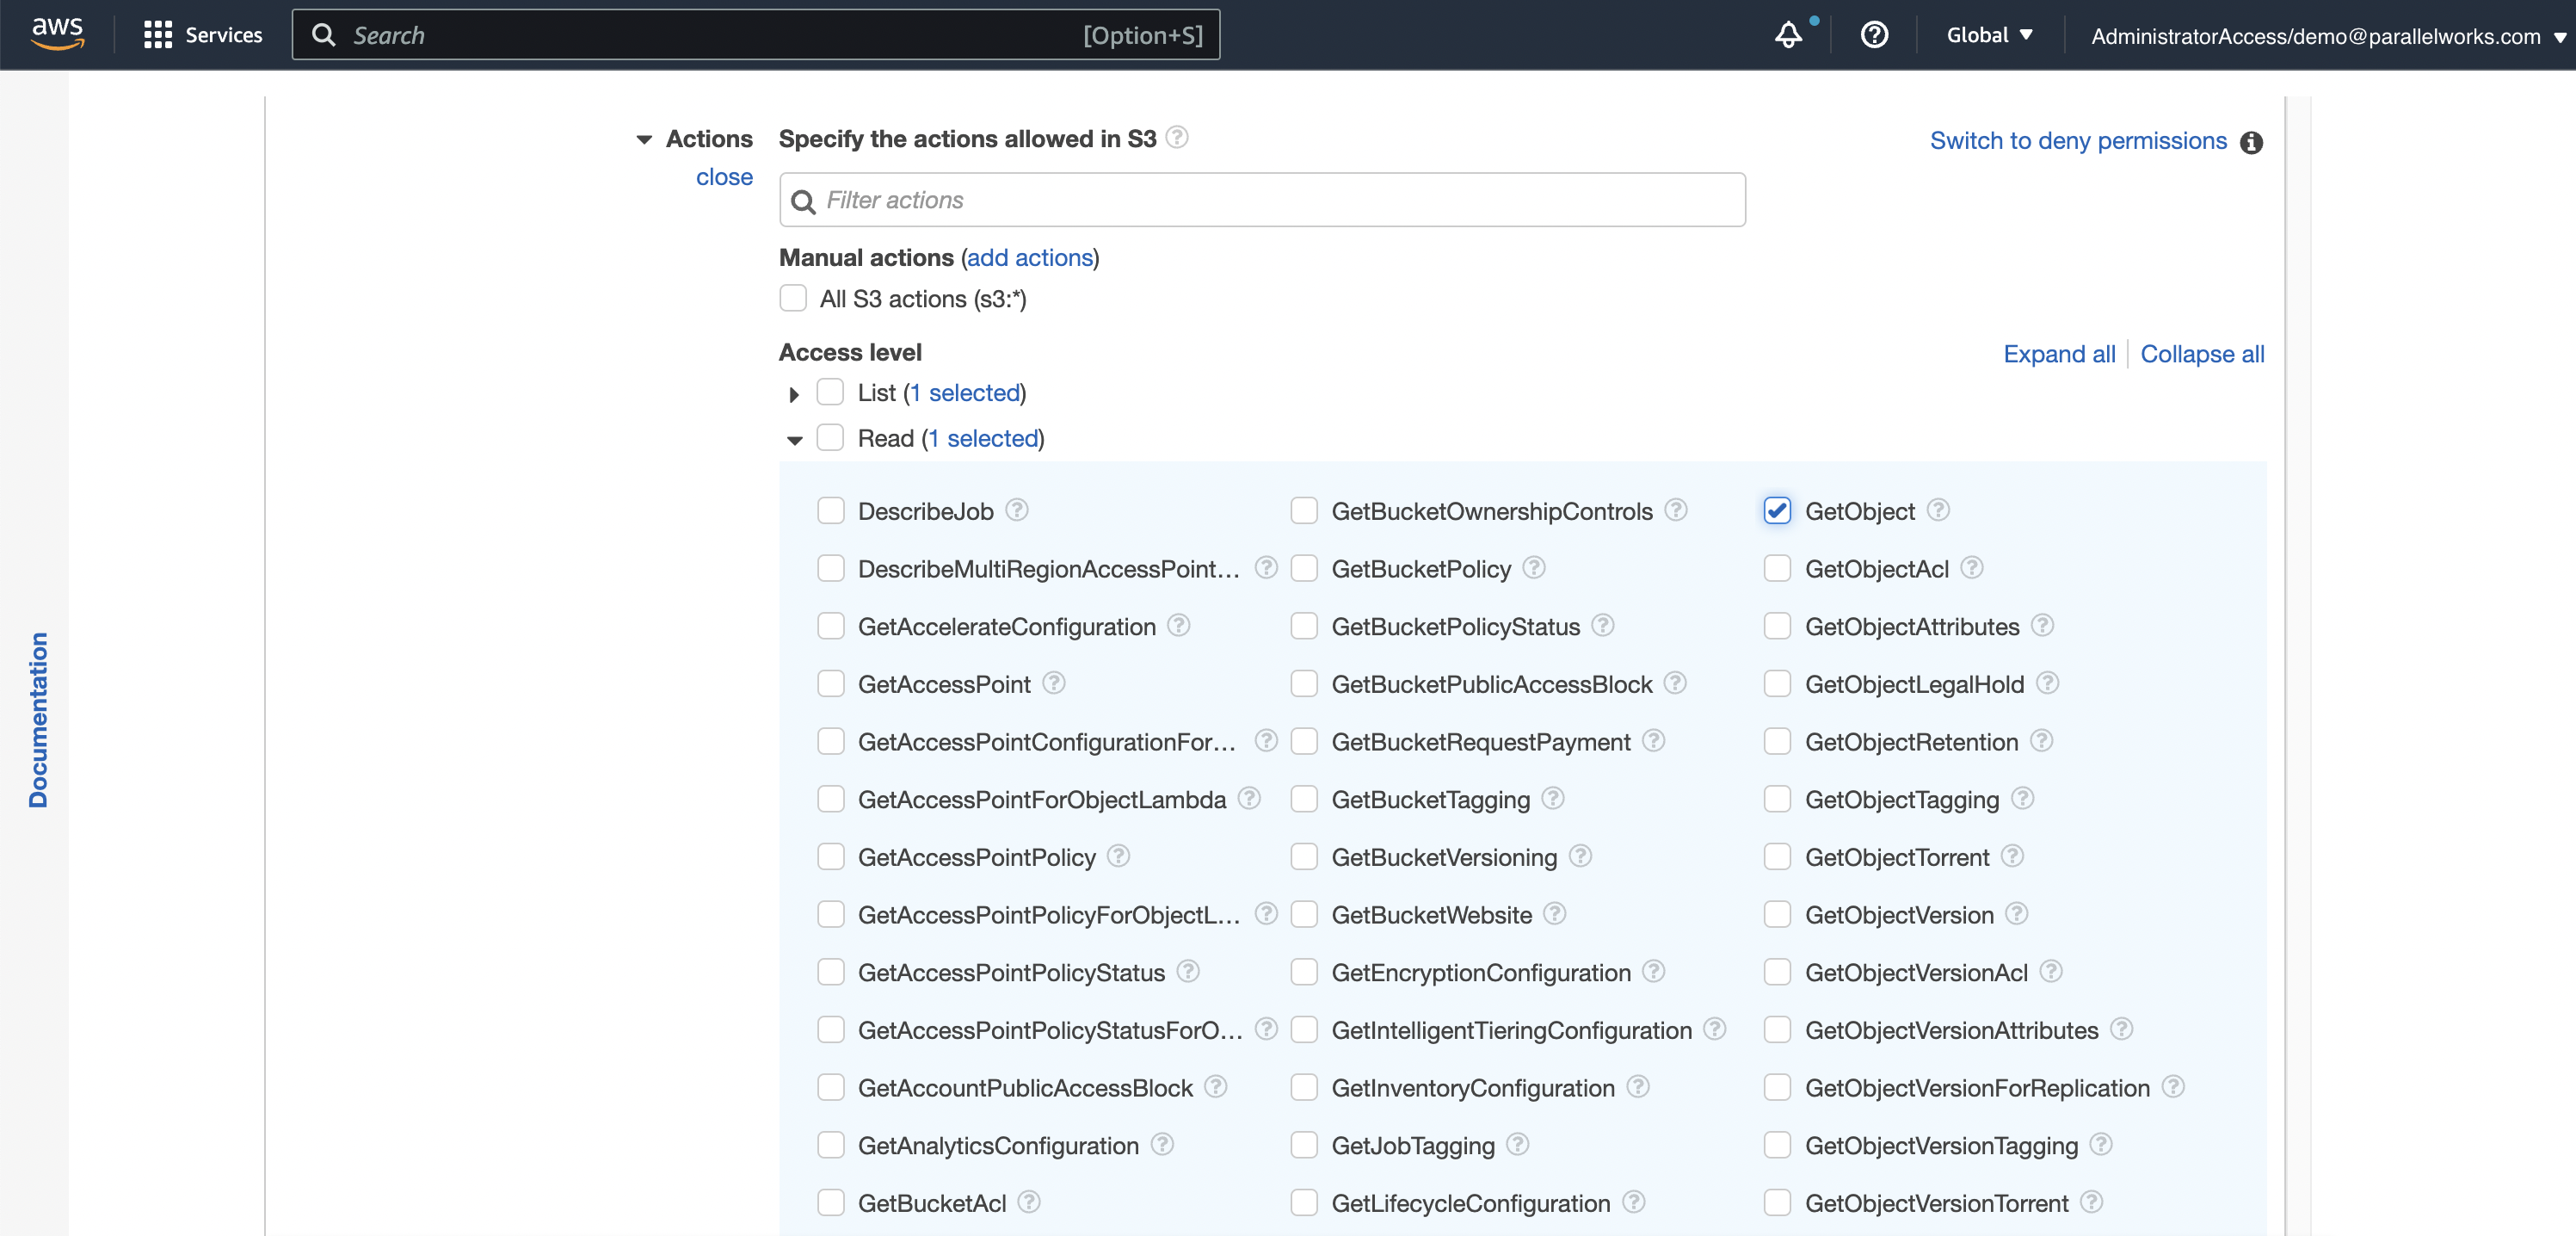 aws Services Search [Option+S] Global AdministratorAccess/demo@parallelworks.com
Documentation
Actions Specify the actions allowed in S3 Switch to deny permissions
close
Filter actions
Manual actions (add actions)
All S3 actions (s3:*)
Access level Expand all Collapse all
List (1 selected)
Read (1 selected)
DescribeJob GetBucketOwnershipControls GetObject
DescribeMultiRegionAccessPoint... GetBucketPolicy GetObjectAcl
GetAccelerateConfiguration GetBucketPolicyStatus GetObjectAttributes
GetAccessPoint GetBucketPublicAccessBlock GetObjectLegalHold
GetAccessPointConfigurationFor... GetBucketRequestPayment GetObjectRetention
GetAccessPointForObjectLambda GetBucketTagging GetObjectTagging
GetAccessPointPolicy GetBucketVersioning GetObjectTorrent
GetAccessPointPolicyForObjectL... GetBucketWebsite GetObjectVersion
GetAccessPointPolicyStatus GetEncryptionConfiguration GetObjectVersionAcl
GetAccessPointPolicyStatusForO... GetIntelligentTieringConfiguration GetObjectVersionAttributes
GetAccountPublicAccessBlock GetInventoryConfiguration GetObjectVersionForReplication
GetAnalyticsConfiguration GetJobTagging GetObjectVersionTagging
GetBucketAcl GetLifecycleConfiguration GetObjectVersionTorrent